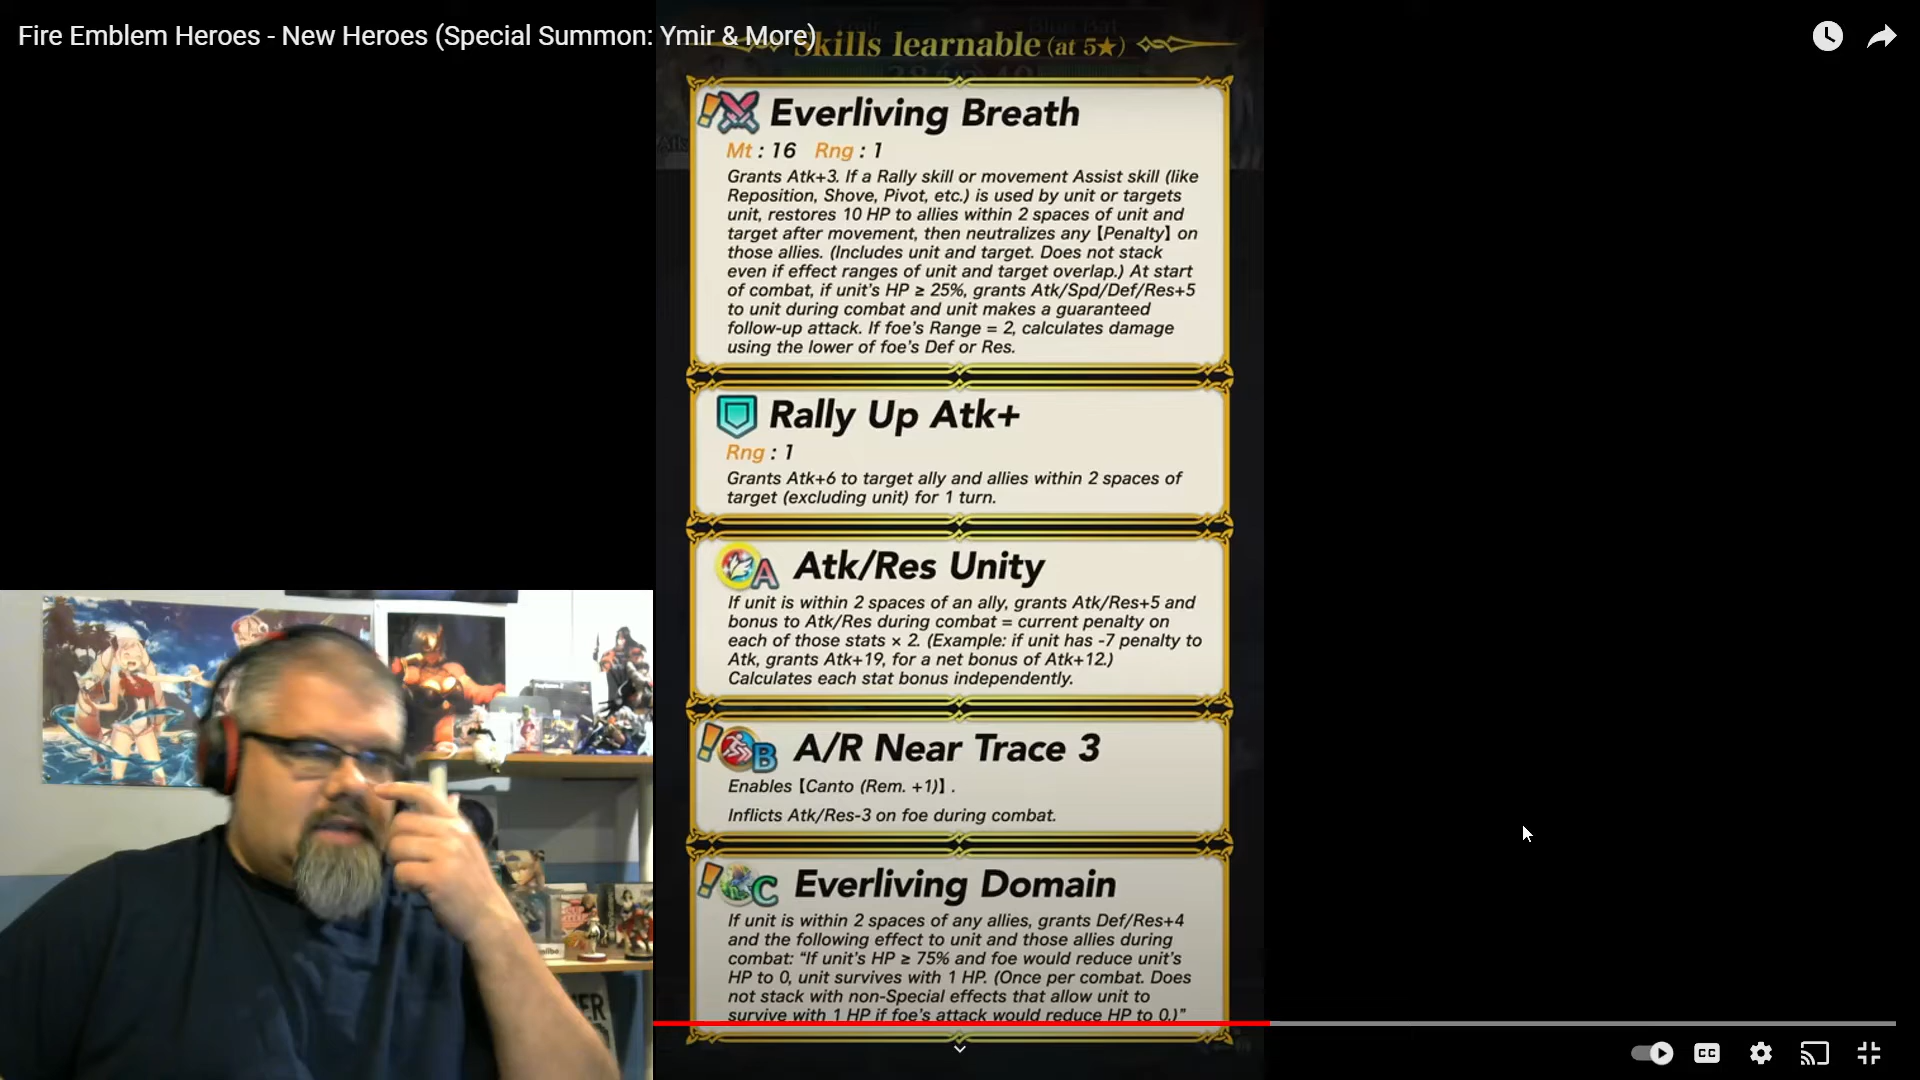 Fire Emblem Heroes - New Heroes (Special Summon: Ymir & More)
Skills learnable (at 5★)
Everliving Breath
Mt : 16 Rng : 1
Grants Atk+3. If a Rally skill or movement Assist skill (like
Reposition, Shove, Pivot, etc.) is used by unit or targets
unit, restores 10 HP to allies within 2 spaces of unit and
target after movement, then neutralizes any【Penalty】on
those allies. (Includes unit and target. Does not stack
even if effect ranges of unit and target overlap.) At start
of combat, if unit's HP ≥ 25%, grants Atk/Spd/Def/Res+5
to unit during combat and unit makes a guaranteed
follow-up attack. If foe's Range = 2, calculates damage
using the lower of foe's Def or Res.
Rally Up Atk+
Rng : 1
Grants Atk+6 to target ally and allies within 2 spaces of
target (excluding unit) for 1 turn.
A Atk/Res Unity
If unit is within 2 spaces of an ally, grants Atk/Res+5 and
bonus to Atk/Res during combat = current penalty on
each of those stats × 2. (Example: if unit has -7 penalty to
Atk, grants Atk+19, for a net bonus of Atk+12.)
Calculates each stat bonus independently.
B A/R Near Trace 3
Enables【Canto (Rem. +1)】.
Inflicts Atk/Res-3 on foe during combat.
C Everliving Domain
If unit is within 2 spaces of any allies, grants Def/Res+4
and the following effect to unit and those allies during
combat: "If unit's HP ≥ 75% and foe would reduce unit's
HP to 0, unit survives with 1 HP. (Once per combat. Does
not stack with non-Special effects that allow unit to
survive with 1 HP if foe's attack would reduce HP to 0.)"
CC